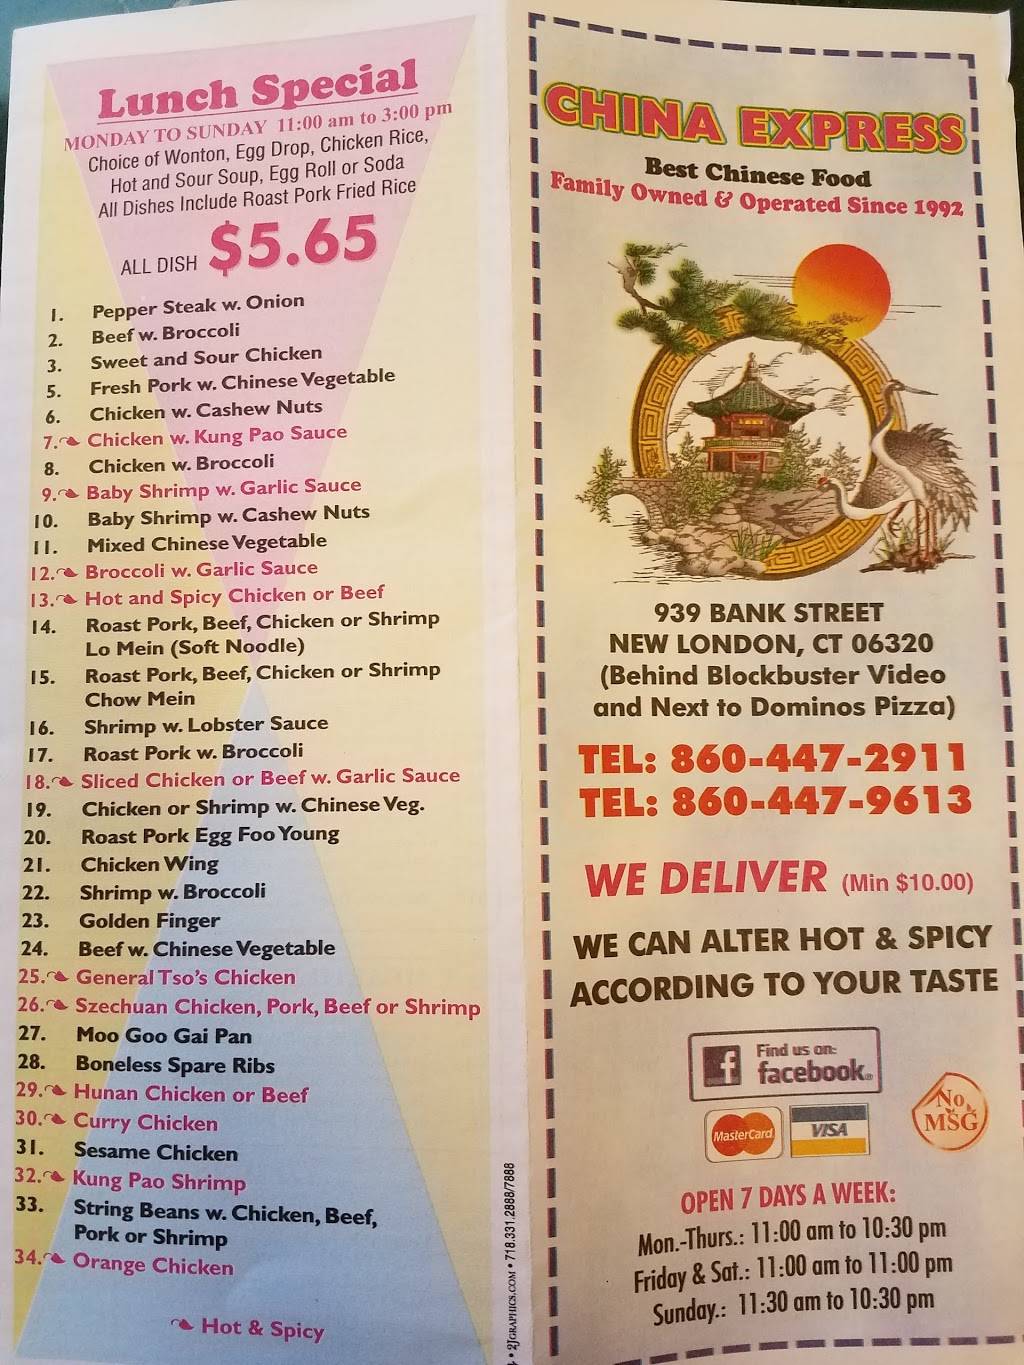 Lunch Special
MONDAY TO SUNDAY 11:00 am to 3:00 pm
Choice of Wonton, Egg Drop, Chicken Rice,
Hot and Sour Soup, Egg Roll or Soda
All Dishes Include Roast Pork Fried Rice
ALL DISH $5.65
1. Pepper Steak w. Onion
2. Beef w. Broccoli
3. Sweet and Sour Chicken
5. Fresh Pork w. Chinese Vegetable
6. Chicken w. Cashew Nuts
7. Chicken w. Kung Pao Sauce
8. Chicken w. Broccoli
9. Baby Shrimp w. Garlic Sauce
10. Baby Shrimp w. Cashew Nuts
11. Mixed Chinese Vegetable
12. Broccoli w. Garlic Sauce
13. Hot and Spicy Chicken or Beef
14. Roast Pork, Beef, Chicken or Shrimp
Lo Mein (Soft Noodle)
15. Roast Pork, Beef, Chicken or Shrimp
Chow Mein
16. Shrimp w. Lobster Sauce
17. Roast Pork w. Broccoli
18. Sliced Chicken or Beef w. Garlic Sauce
19. Chicken or Shrimp w. Chinese Veg.
20. Roast Pork Egg Foo Young
21. Chicken Wing
22. Shrimp w. Broccoli
23. Golden Finger
24. Beef w. Chinese Vegetable
25. General Tso's Chicken
26. Szechuan Chicken, Pork, Beef or Shrimp
27. Moo Goo Gai Pan
28. Boneless Spare Ribs
29. Hunan Chicken or Beef
30. Curry Chicken
31. Sesame Chicken
32. Kung Pao Shrimp
33. String Beans w. Chicken, Beef,
Pork or Shrimp
34. Orange Chicken
Hot & Spicy
• 2JGRAPHICS.COM • 718.331.2888/7888
CHINA EXPRESS
Best Chinese Food
Family Owned & Operated Since 1992
939 BANK STREET
NEW LONDON, CT 06320
(Behind Blockbuster Video
and Next to Dominos Pizza)
TEL: 860-447-2911
TEL: 860-447-9613
WE DELIVER (Min $10.00)
WE CAN ALTER HOT & SPICY
ACCORDING TO YOUR TASTE
f Find us on:
facebook®
MasterCard
VISA
No
MSG
OPEN 7 DAYS A WEEK:
Mon.-Thurs.: 11:00 am to 10:30 pm
Friday & Sat.: 11:00 am to 11:00 pm
Sunday.: 11:30 am to 10:30 pm